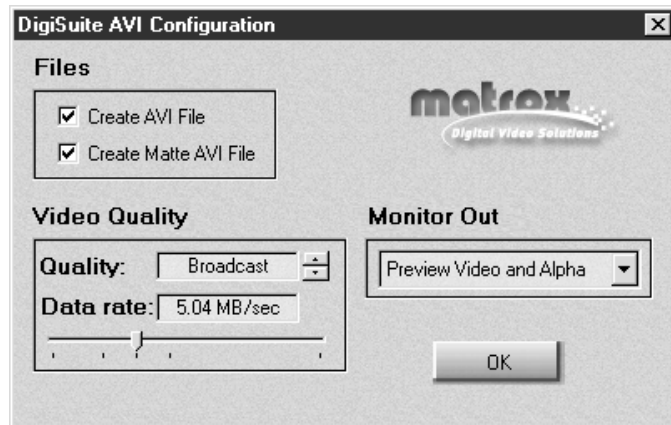 DigiSuite AVI Configuration
Files
Create AVI File
Create Matte AVI File
matrox
Digital Video Solutions
Video Quality
Quality: Broadcast
Data rate: 5.04 MB/sec
Monitor Out
Preview Video and Alpha
OK